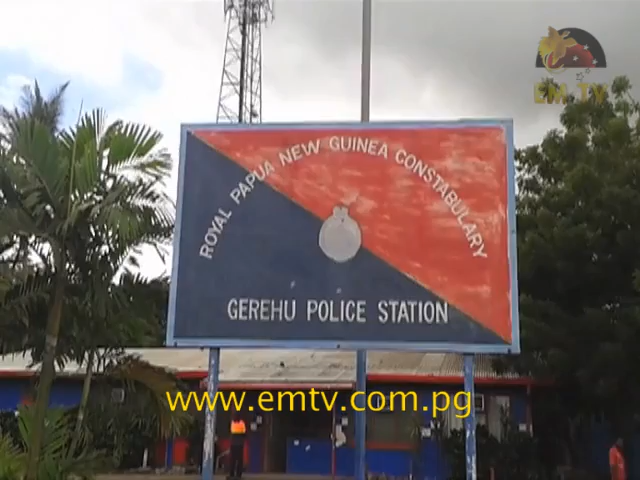 EM TV
ROYAL PAPUA NEW GUINEA CONSTABULARY
GEREHU POLICE STATION
www.emtv.com.pg